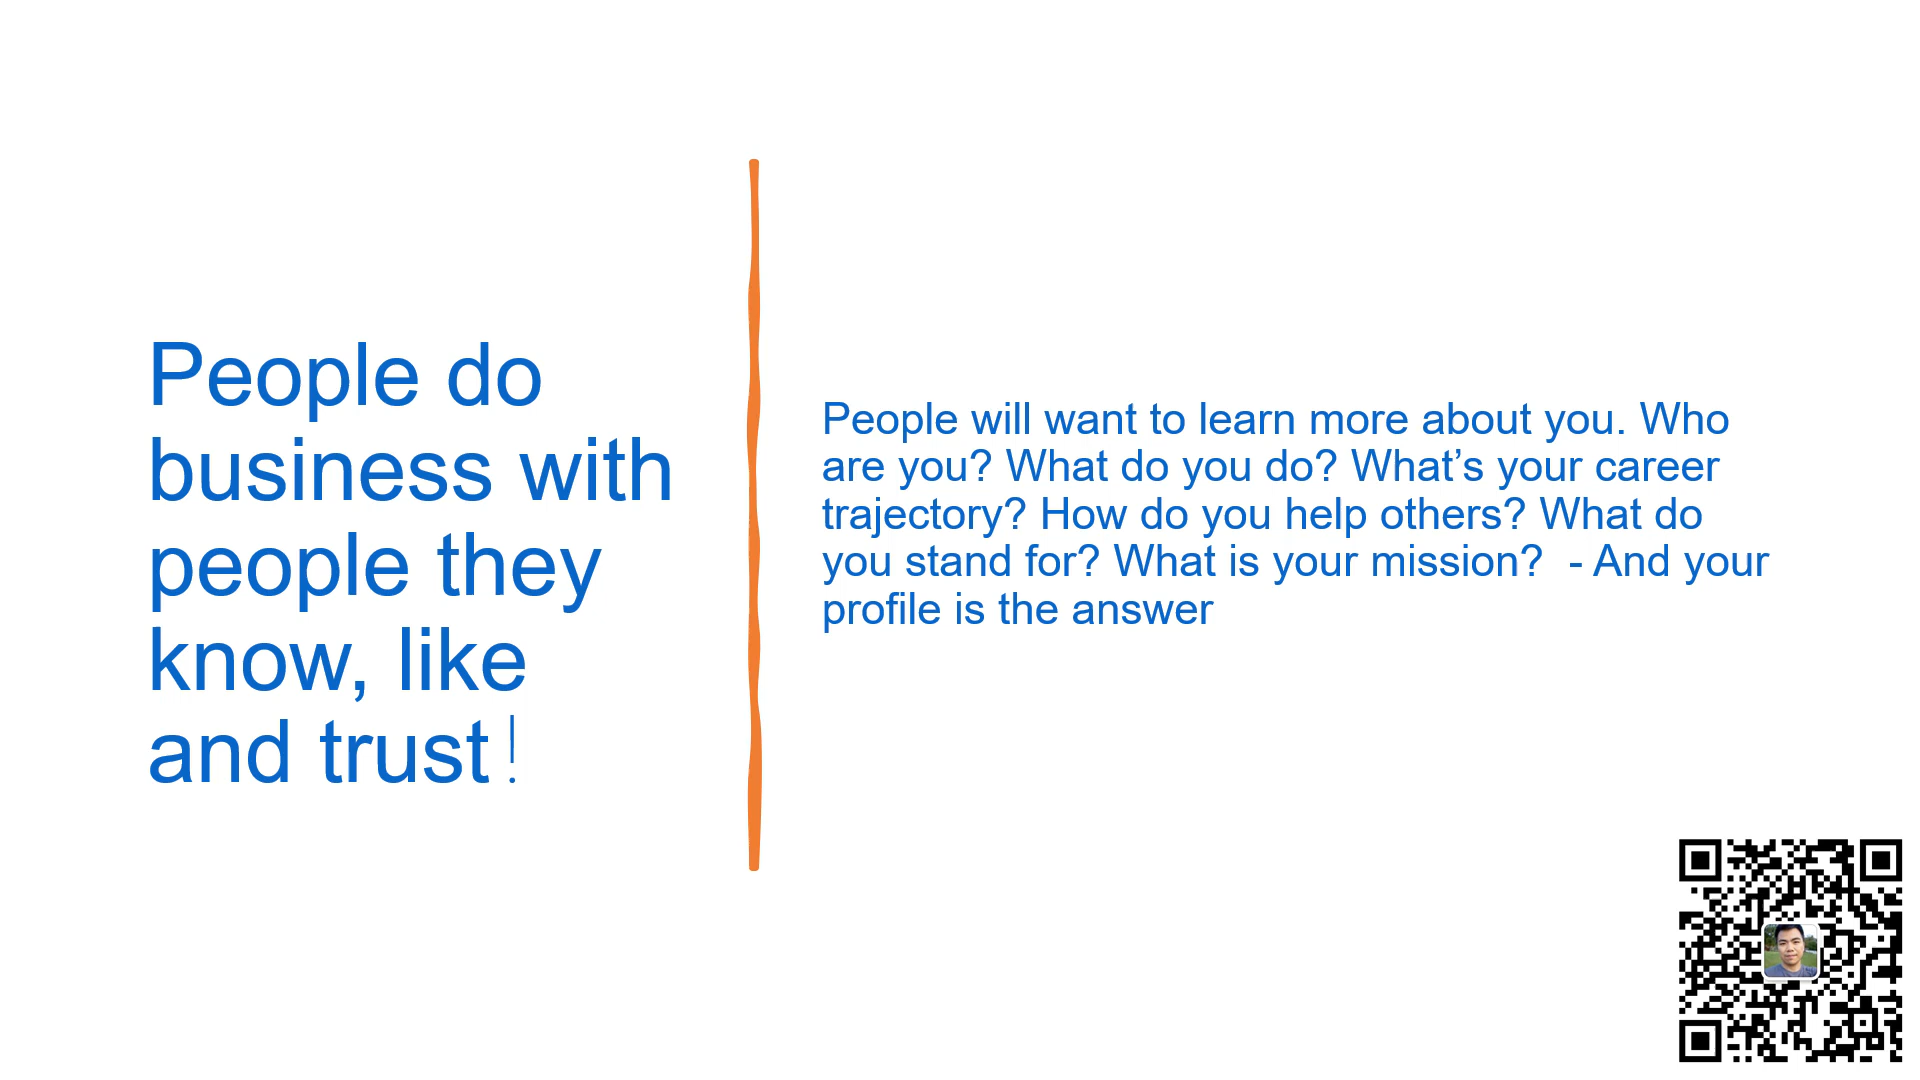 People do
business with
people they
know, like
and trust!
People will want to learn more about you. Who
are you? What do you do? What’s your career
trajectory? How do you help others? What do
you stand for? What is your mission?  - And your
profile is the answer